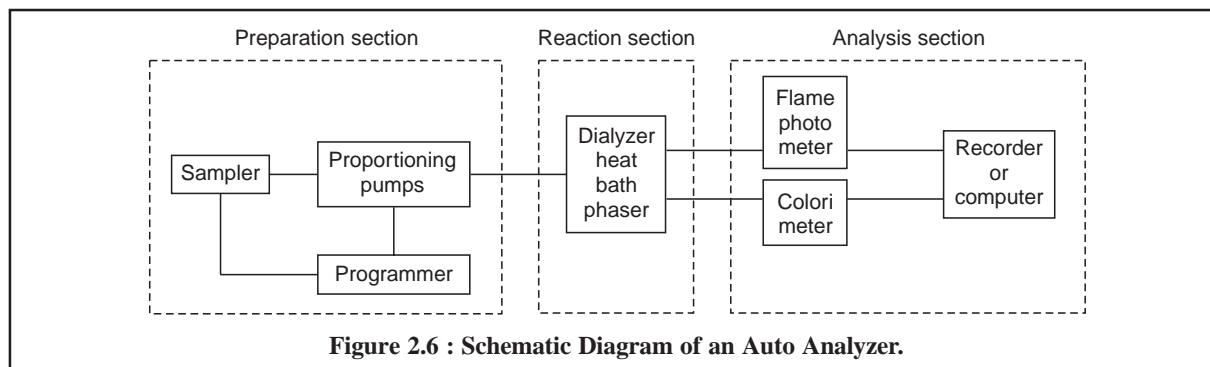 Preparation section
Reaction section
Analysis section
Sampler
Proportioning
pumps
Programmer
Dialyzer
heat
bath
phaser
Flame
photo
meter
Colori
meter
Recorder
or
computer
Figure 2.6 : Schematic Diagram of an Auto Analyzer.